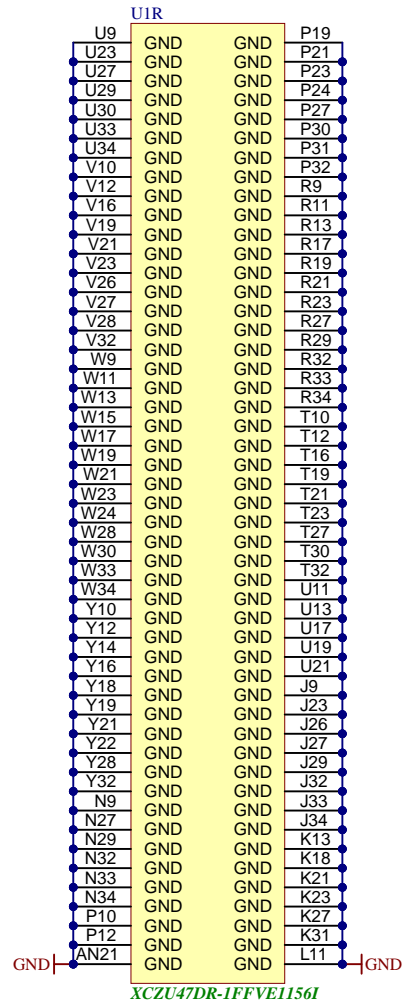 U1R
U9 GND GND P19
U23 GND GND P21
U27 GND GND P23
U29 GND GND P24
U30 GND GND P27
U33 GND GND P30
U34 GND GND P31
V10 GND GND P32
V12 GND GND R9
V16 GND GND R11
V19 GND GND R13
V21 GND GND R17
V23 GND GND R19
V26 GND GND R21
V27 GND GND R23
V28 GND GND R27
V32 GND GND R29
W9 GND GND R32
W11 GND GND R33
W13 GND GND R34
W15 GND GND T10
W17 GND GND T12
W19 GND GND T16
W21 GND GND T19
W23 GND GND T21
W24 GND GND T23
W28 GND GND T27
W30 GND GND T30
W33 GND GND T32
W34 GND GND U11
Y10 GND GND U13
Y12 GND GND U17
Y14 GND GND U19
Y16 GND GND U21
Y18 GND GND J9
Y19 GND GND J23
Y21 GND GND J26
Y22 GND GND J27
Y28 GND GND J29
Y32 GND GND J32
N9 GND GND J33
N27 GND GND J34
N29 GND GND K13
N32 GND GND K18
N33 GND GND K21
N34 GND GND K23
P10 GND GND K27
P12 GND GND K31
GND AN21 GND GND L11 GND
XCZU47DR-1FFVE1156I